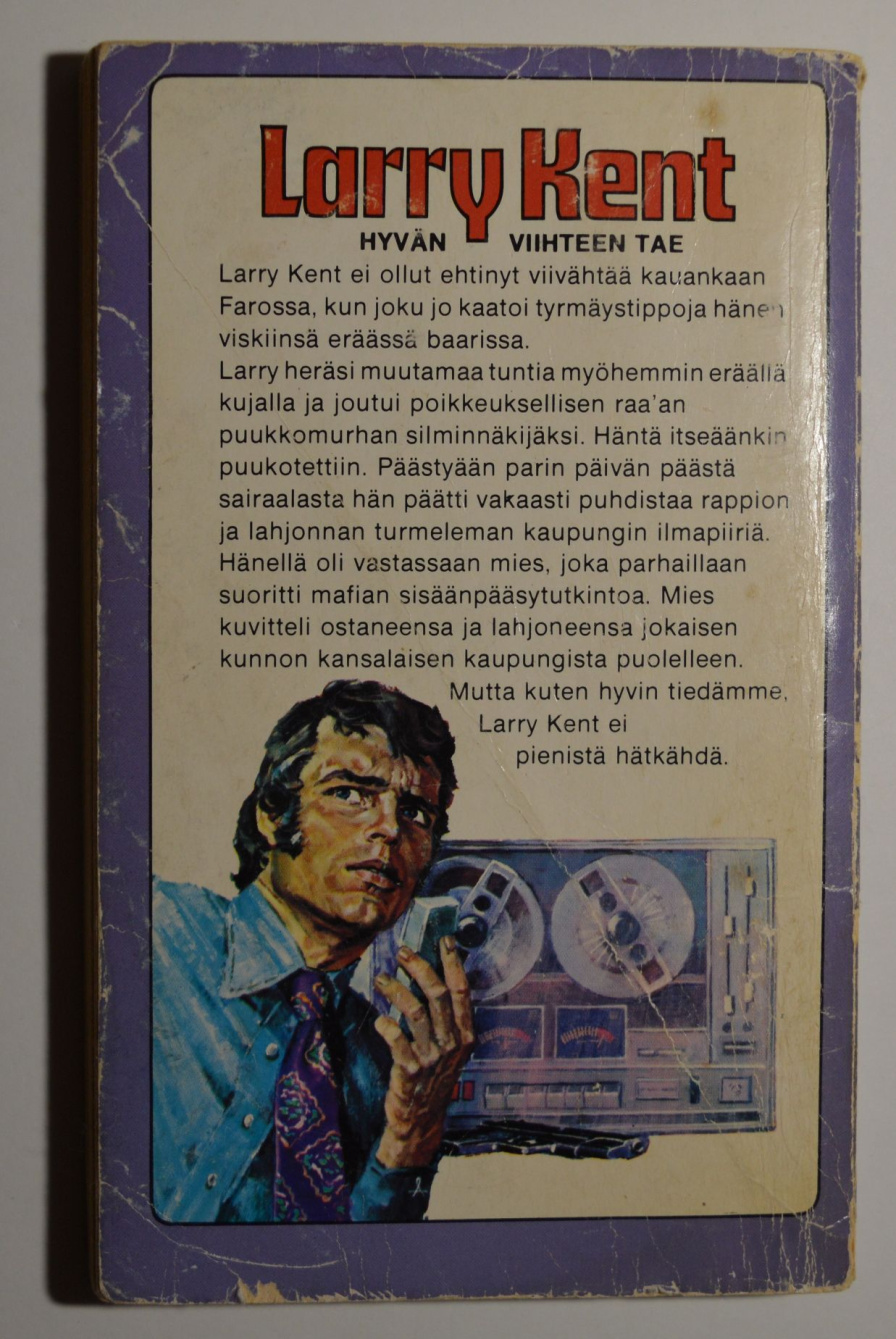 Larry Kent
HYVÄN VIIHTEEN TAE
Larry Kent ei ollut ehtinyt viivähtää kauankaan
Farossa, kun joku jo kaatoi tyrmäystippoja hänen
viskiinsä eräässä baarissa.
Larry heräsi muutamaa tuntia myöhemmin eräällä
kujalla ja joutui poikkeuksellisen raa'an
puukkomurhan silminnäkijäksi. Häntä itseäänkin
puukotettiin. Päästyään parin päivän päästä
sairaalasta hän päätti vakaasti puhdistaa rappion
ja lahjonnan turmeleman kaupungin ilmapiiriä.
Hänellä oli vastassaan mies, joka parhaillaan
suoritti mafian sisäänpääsytutkintoa. Mies
kuvitteli ostaneensa ja lahjoneensa jokaisen
kunnon kansalaisen kaupungista puolelleen.
Mutta kuten hyvin tiedämme,
Larry Kent ei
pienistä hätkähdä.